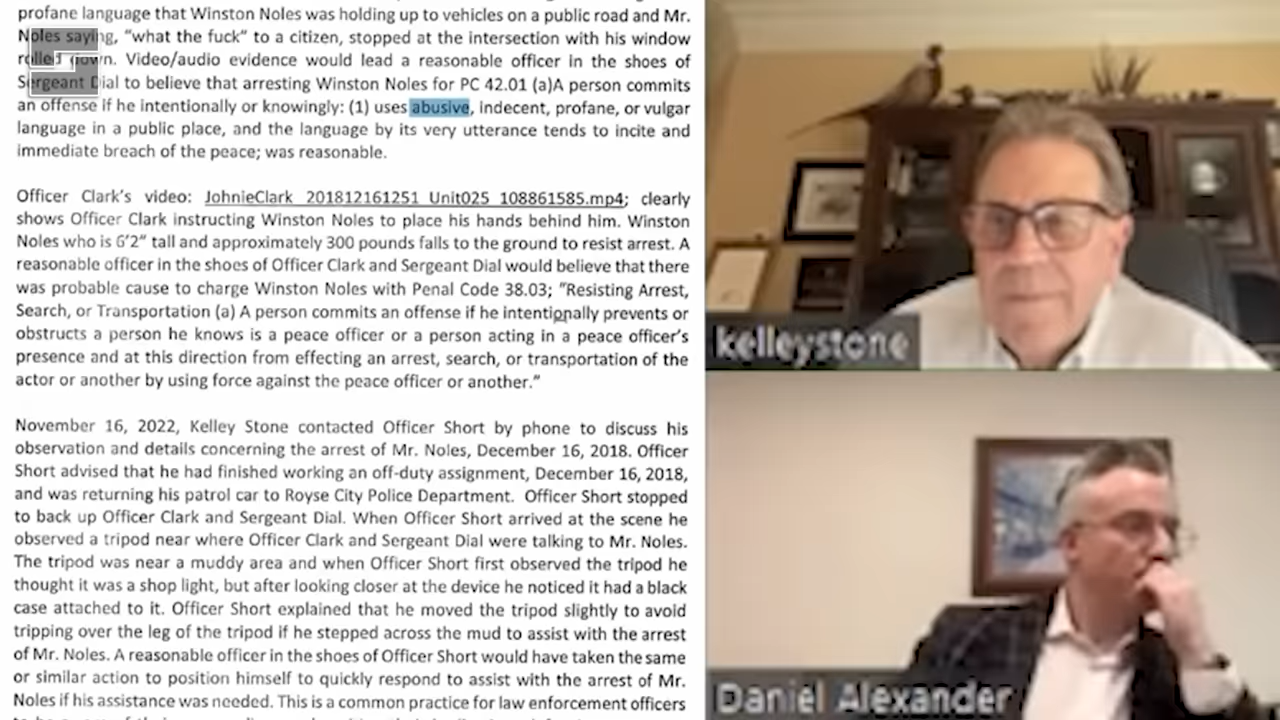 profane language that Winston Noles was holding up to vehicles on a public road and Mr.
Noles saying, "what the fuck" to a citizen, stopped at the intersection with his window
rolled down. Video/audio evidence would lead a reasonable officer in the shoes of
Sergeant Dial to believe that arresting Winston Noles for PC 42.01 (a)A person commits
an offense if he intentionally or knowingly: (1) uses abusive, indecent, profane, or vulgar
language in a public place, and the language by its very utterance tends to incite and
immediate breach of the peace; was reasonable.
Officer Clark's video: JohnieClark_201812161251_Unit025_108861585.mp4; clearly
shows Officer Clark instructing Winston Noles to place his hands behind him. Winston
Noles who is 6'2" tall and approximately 300 pounds falls to the ground to resist arrest. A
reasonable officer in the shoes of Officer Clark and Sergeant Dial would believe that there
was probable cause to charge Winston Noles with Penal Code 38.03; "Resisting Arrest,
Search, or Transportation (a) A person commits an offense if he intentionally prevents or
obstructs a person he knows is a peace officer or a person acting in a peace officer's
presence and at this direction from effecting an arrest, search, or transportation of the
actor or another by using force against the peace officer or another."
November 16, 2022, Kelley Stone contacted Officer Short by phone to discuss his
observation and details concerning the arrest of Mr. Noles, December 16, 2018. Officer
Short advised that he had finished working an off-duty assignment, December 16, 2018,
and was returning his patrol car to Royse City Police Department. Officer Short stopped
to back up Officer Clark and Sergeant Dial. When Officer Short arrived at the scene he
observed a tripod near where Officer Clark and Sergeant Dial were talking to Mr. Noles.
The tripod was near a muddy area and when Officer Short first observed the tripod he
thought it was a shop light, but after looking closer at the device he noticed it had a black
case attached to it. Officer Short explained that he moved the tripod slightly to avoid
tripping over the leg of the tripod if he stepped across the mud to assist with the arrest
of Mr. Noles. A reasonable officer in the shoes of Officer Short would have taken the same
or similar action to position himself to quickly respond to assist with the arrest of Mr.
Noles if his assistance was needed. This is a common practice for law enforcement officers
kelleystone
Daniel Alexander